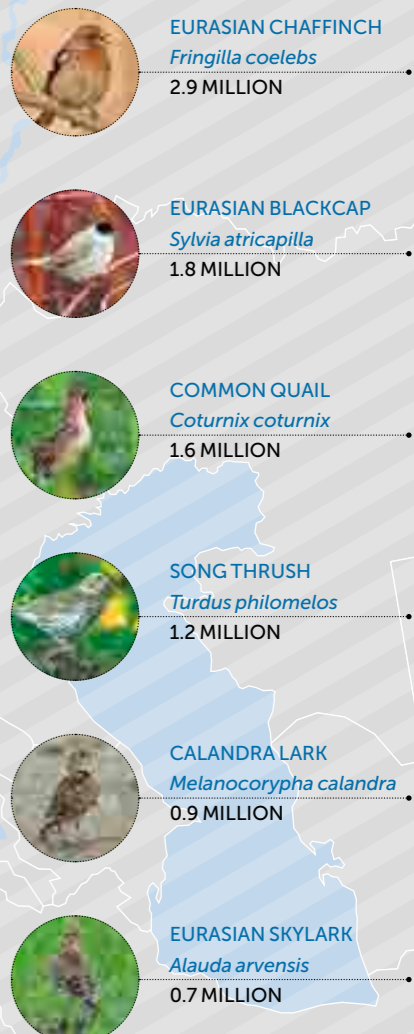 EURASIAN CHAFFINCH
Fringilla coelebs
2.9 MILLION
EURASIAN BLACKCAP
Sylvia atricapilla
1.8 MILLION
COMMON QUAIL
Coturnix coturnix
1.6 MILLION
SONG THRUSH
Turdus philomelos
1.2 MILLION
CALANDRA LARK
Melanocorypha calandra
0.9 MILLION
EURASIAN SKYLARK
Alauda arvensis
0.7 MILLION